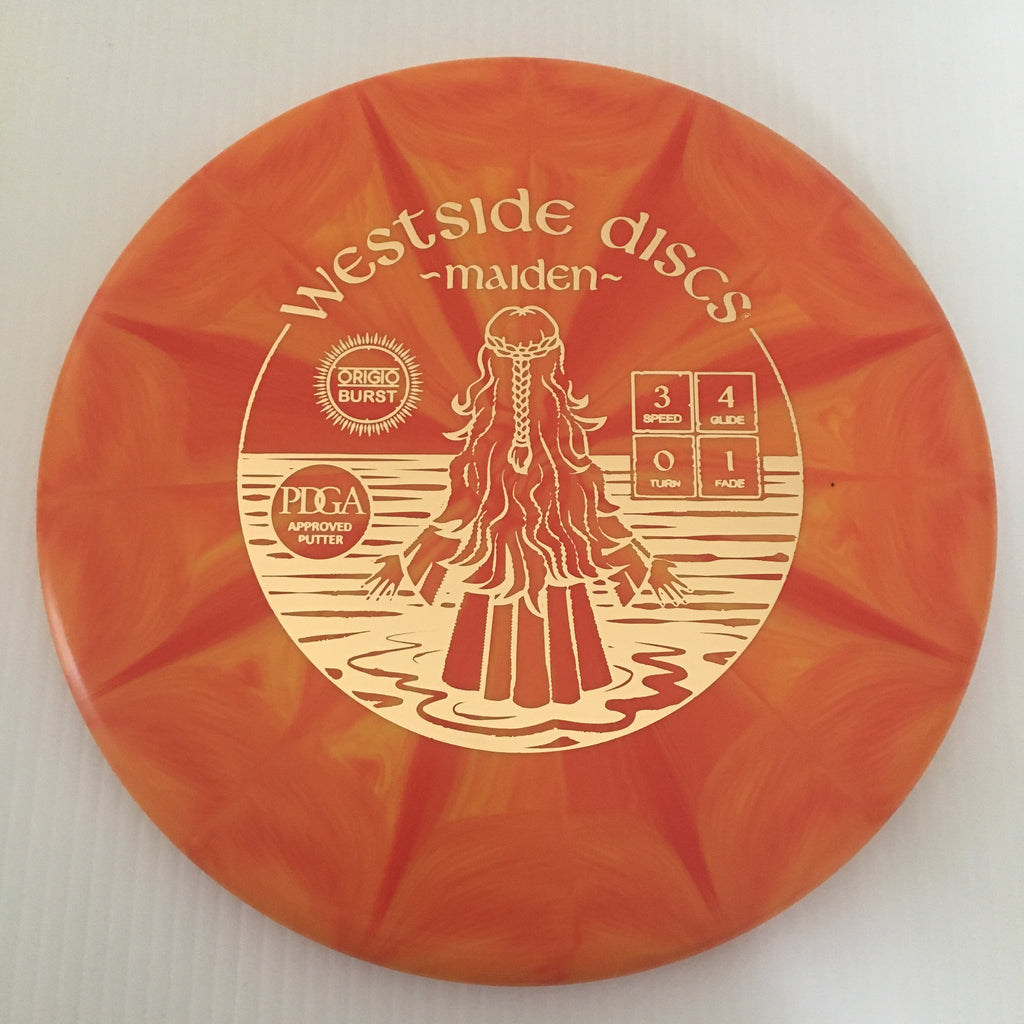 Westside discs
~maiden~
ORIGIO
BURST
3
SPEED
4
GLIDE
0
TURN
1
FADE
PDGA
APPROVED
PUTTER